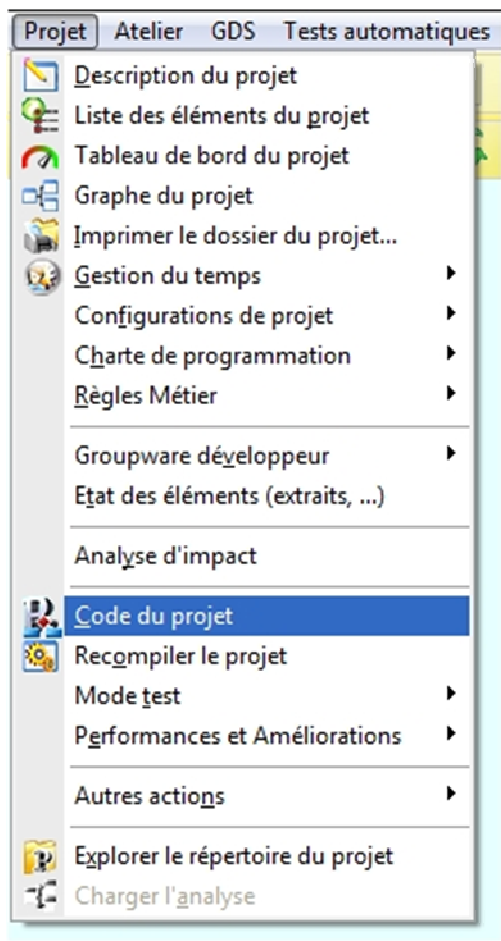 Projet Atelier GDS Tests automatiques
Description du projet
Liste des éléments du projet
Tableau de bord du projet
Graphe du projet
Imprimer le dossier du projet...
Gestion du temps
Configurations de projet
Charte de programmation
Règles Métier
Groupware développeur
Etat des éléments (extraits, ...)
Analyse d'impact
Code du projet
Recompiler le projet
Mode test
Performances et Améliorations
Autres actions
Explorer le répertoire du projet
Charger l'analyse